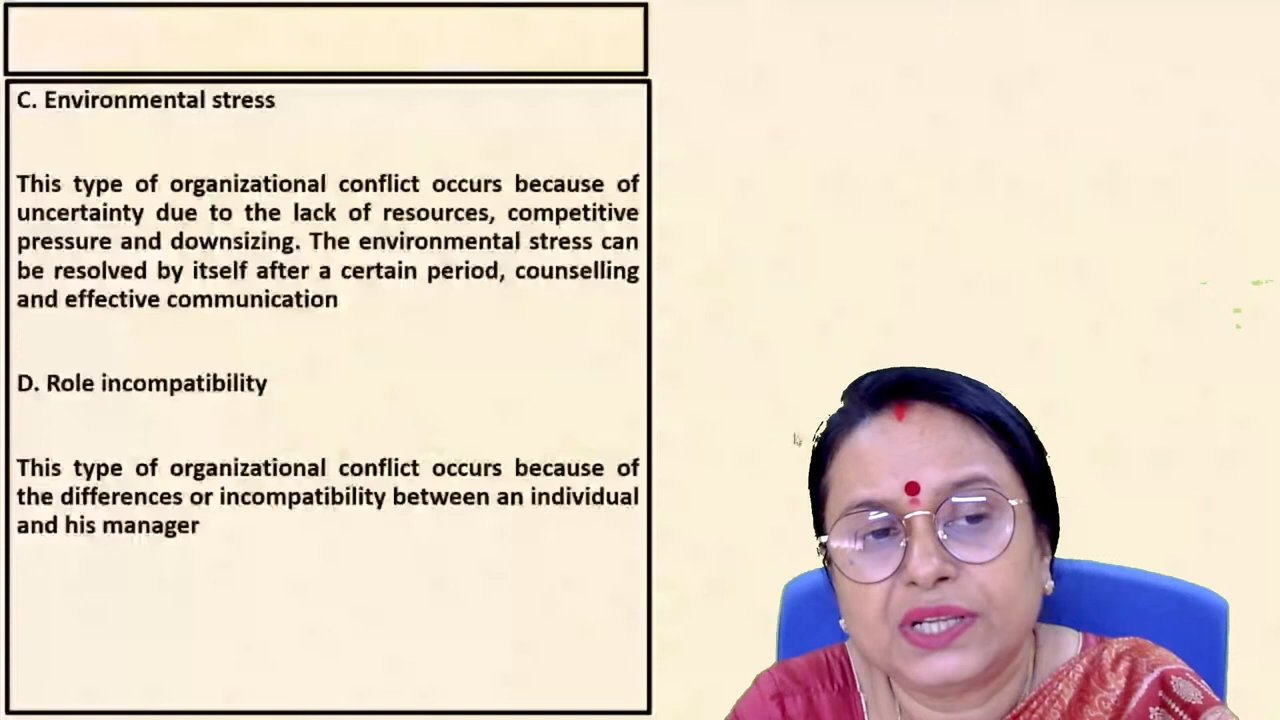 C. Environmental stress
This type of organizational conflict occurs because of
uncertainty due to the lack of resources, competitive
pressure and downsizing. The environmental stress can
be resolved by itself after a certain period, counselling
and effective communication
D. Role incompatibility
This type of organizational conflict occurs because of
the differences or incompatibility between an individual
and his manager